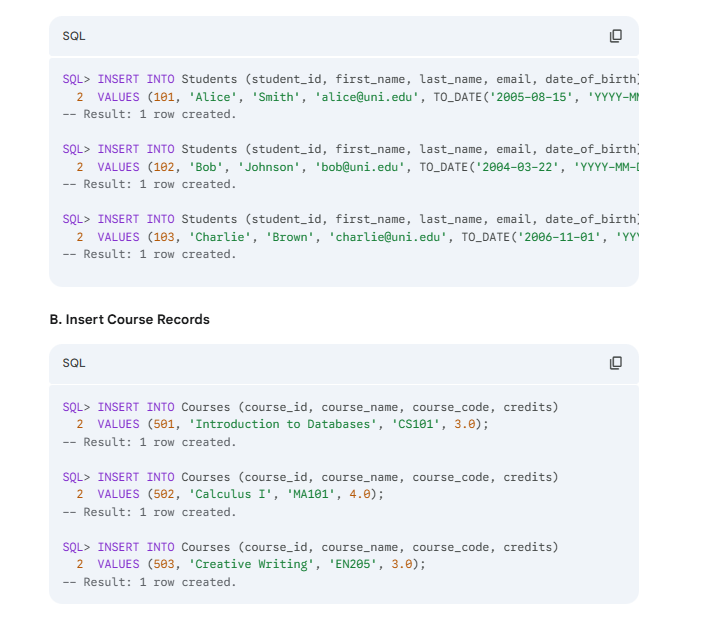 SQL
SQL> INSERT INTO Students (student_id, first_name, last_name, email, date_of_birth)
2 VALUES (101, 'Alice', 'Smith', 'alice@uni.edu', TO_DATE('2005-08-15', 'YYYY-M
-- Result: 1 row created.
SQL> INSERT INTO Students (student_id, first_name, last_name, email, date_of_birth)
2 VALUES (102, 'Bob', 'Johnson', 'bob@uni.edu', TO_DATE('2004-03-22', 'YYYY-MM-
-- Result: 1 row created.
SQL> INSERT INTO Students (student_id, first_name, last_name, email, date_of_birth)
2 VALUES (103, 'Charlie', 'Brown', 'charlie@uni.edu', TO_DATE('2006-11-01', 'YY
-- Result: 1 row created.
B. Insert Course Records
SQL
SQL> INSERT INTO Courses (course_id, course_name, course_code, credits)
2 VALUES (501, 'Introduction to Databases', 'CS101', 3.0);
-- Result: 1 row created.
SQL> INSERT INTO Courses (course_id, course_name, course_code, credits)
2 VALUES (502, 'Calculus I', 'MA101', 4.0);
-- Result: 1 row created.
SQL> INSERT INTO Courses (course_id, course_name, course_code, credits)
2 VALUES (503, 'Creative Writing', 'EN205', 3.0);
-- Result: 1 row created.